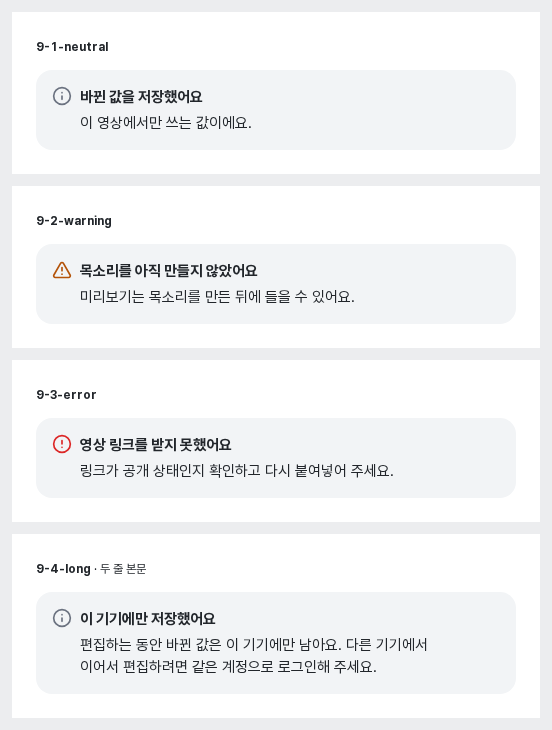 9-1-neutral
바뀐 값을 저장했어요
이 영상에서만 쓰는 값이에요.
9-2-warning
목소리를 아직 만들지 않았어요
미리보기는 목소리를 만든 뒤에 들을 수 있어요.
9-3-error
영상 링크를 받지 못했어요
링크가 공개 상태인지 확인하고 다시 붙여넣어 주세요.
9-4-long · 두 줄 본문
이 기기에만 저장했어요
편집하는 동안 바뀐 값은 이 기기에만 남아요. 다른 기기에서
이어서 편집하려면 같은 계정으로 로그인해 주세요.